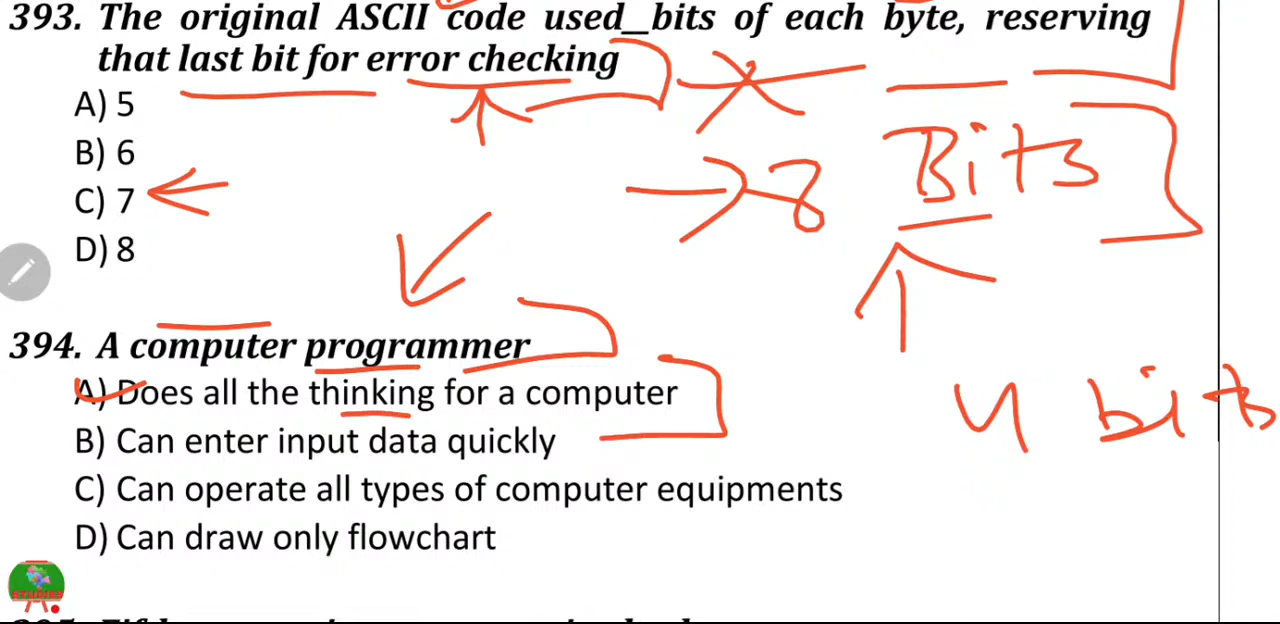 393. The original ASCII code used_bits of each byte, reserving
that last bit for error checking
A) 5
B) 6
C) 7
D) 8
8 Bits
394. A computer programmer
A) Does all the thinking for a computer
4 bits
B) Can enter input data quickly
C) Can operate all types of computer equipments
D) Can draw only flowchart